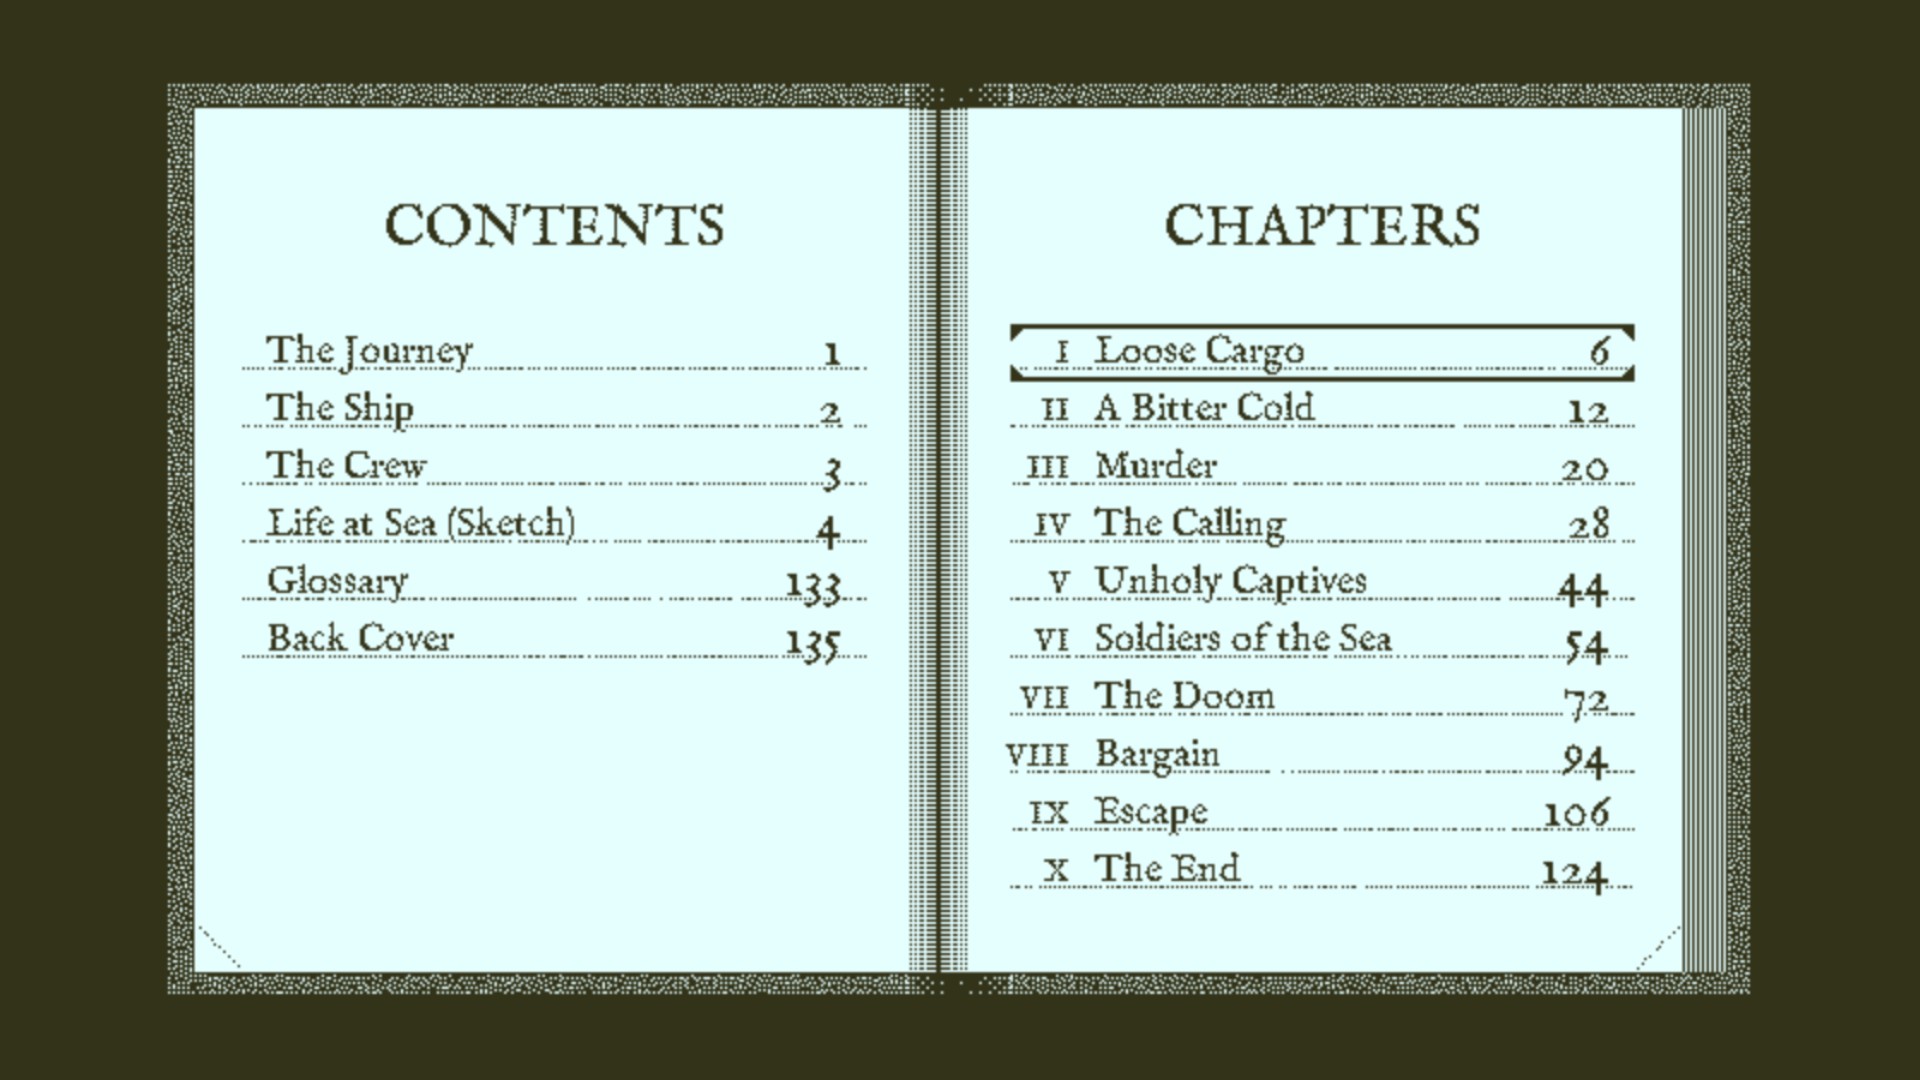 CONTENTS
The Journey 1
The Ship 2
The Crew 3
Life at Sea (Sketch) 4
Glossary 133
Back Cover 135
CHAPTERS
I Loose Cargo 6
II A Bitter Cold 12
III Murder 20
IV The Calling 28
V Unholy Captives 44
VI Soldiers of the Sea 54
VII The Doom 72
VIII Bargain 94
IX Escape 106
X The End 124